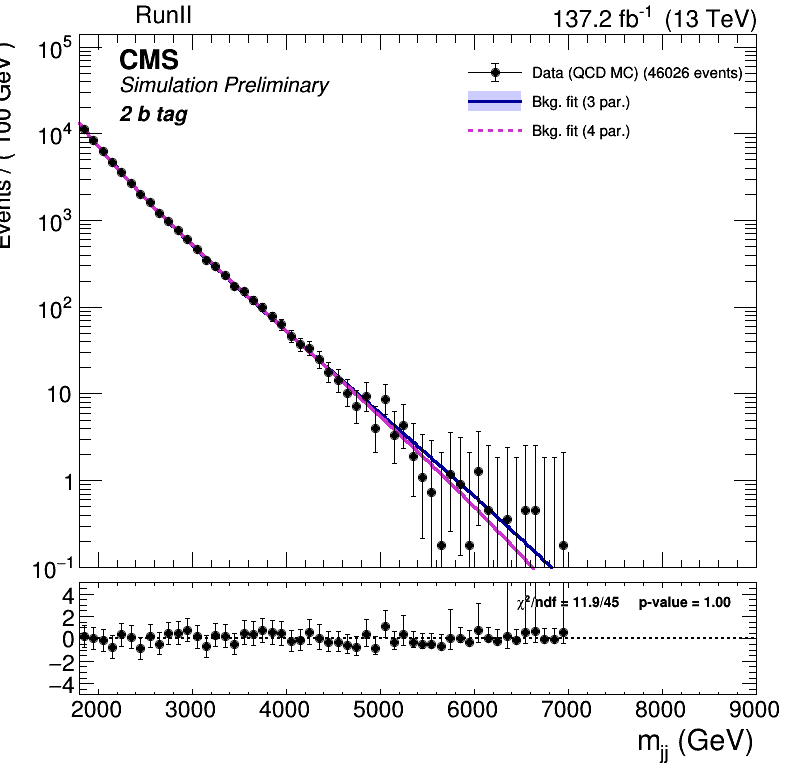 RunII 137.2 fb⁻¹ (13 TeV)
CMS
Simulation Preliminary
2 b tag
Data (QCD MC) (46026 events)
Bkg. fit (3 par.)
Bkg. fit (4 par.)
Events / ( 100 GeV )
10⁵
10⁴
10³
10²
10
1
10⁻¹
χ²/ndf = 11.9/45 p-value = 1.00
4
2
0
−2
−4
2000 3000 4000 5000 6000 7000 8000 9000
m_jj (GeV)